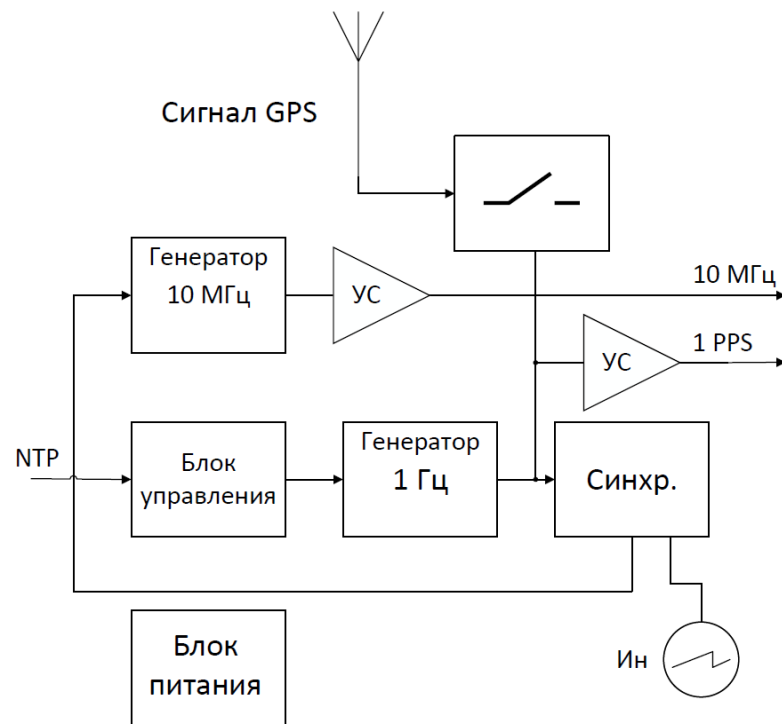 Сигнал GPS
Генератор
10 МГц
УС
10 МГц
1 PPS
УС
NTP
Блок
управления
Генератор
1 Гц
Синхр.
Блок
питания
Ин